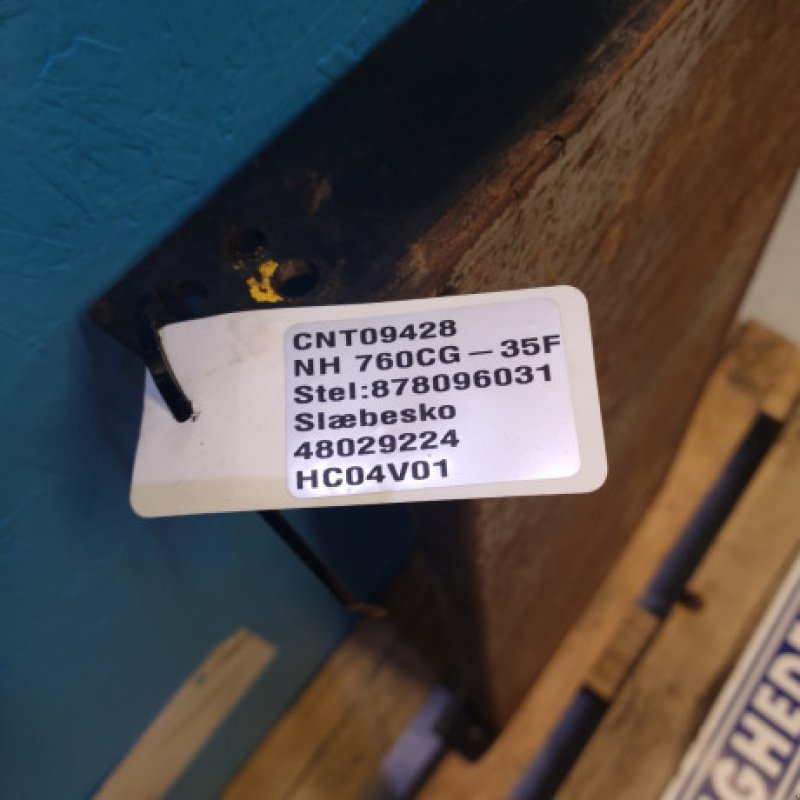 CNT09428
NH 760CG – 35F
Stel:878096031
Slæbesko
48029224
HC04V01